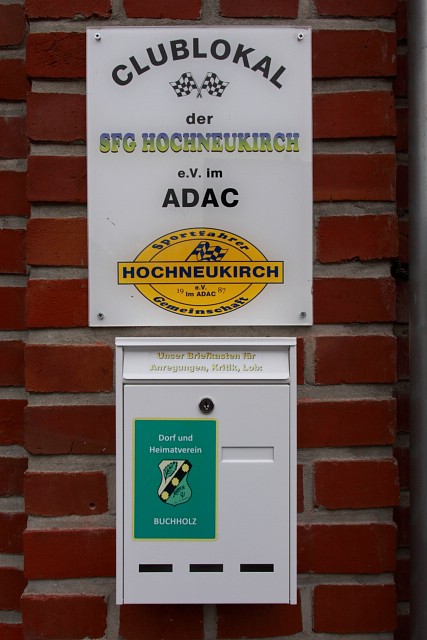 CLUBLOKAL
der
SFG HOCHNEUKIRCH
e.V. im
ADAC
Sportfahrer
HOCHNEUKIRCH
19 e.V. 87
im ADAC
Gemeinschaft
Unser Briefkasten für
Anregungen, Kritik, Lob:
Dorf und
Heimatverein
BUCHHOLZ